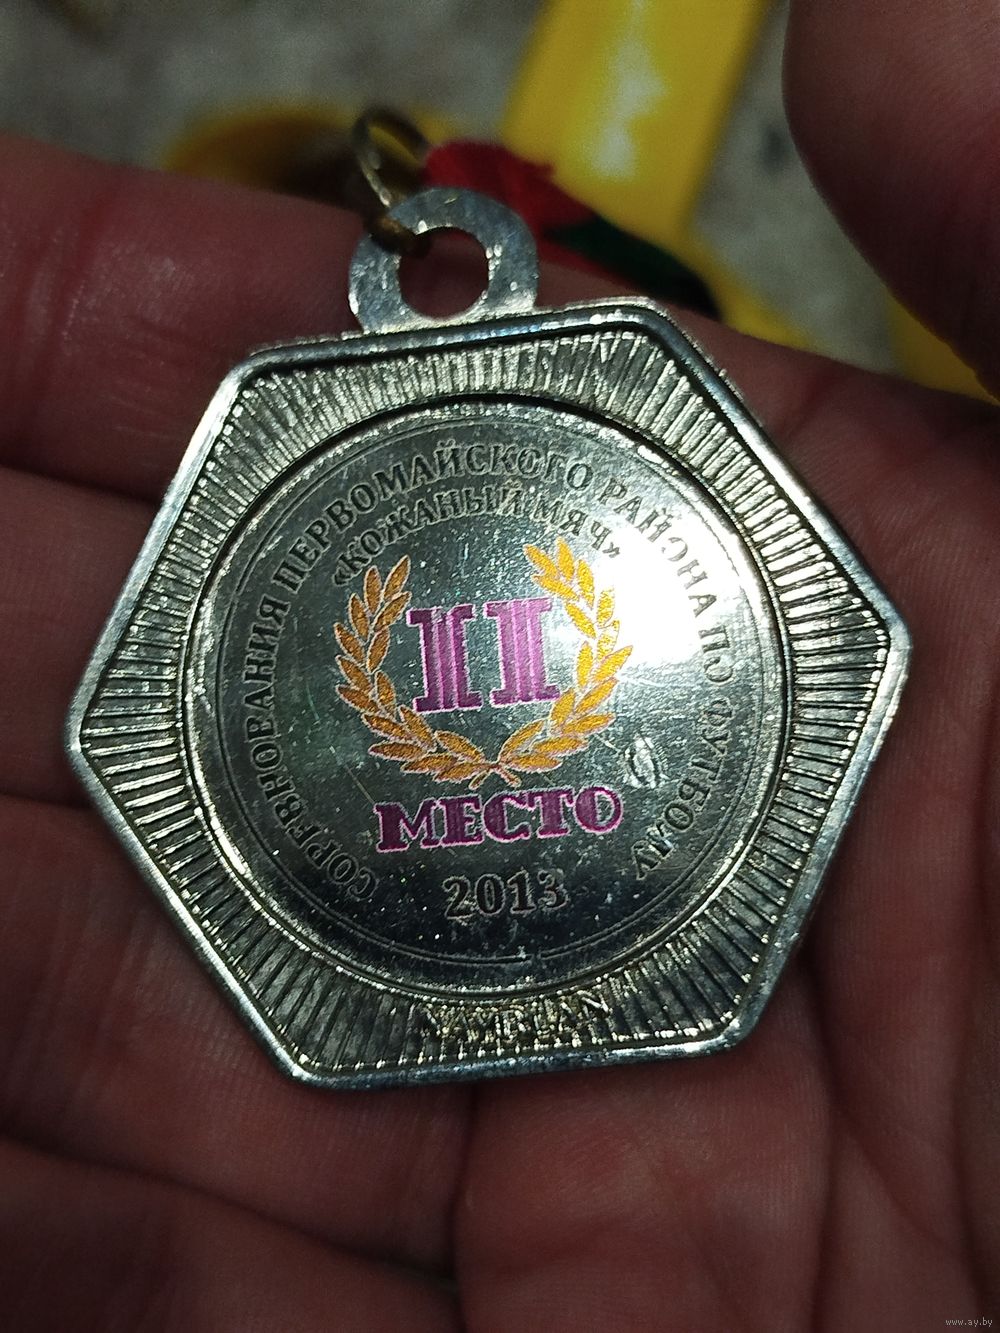 СОРЕВНОВАНИЯ ПЕРВОМАЙСКОГО РАЙОНА ПО ФУТБОЛУ
«КОЖАНЫЙ МЯЧ»
II
МЕСТО
2013
www.ay.by